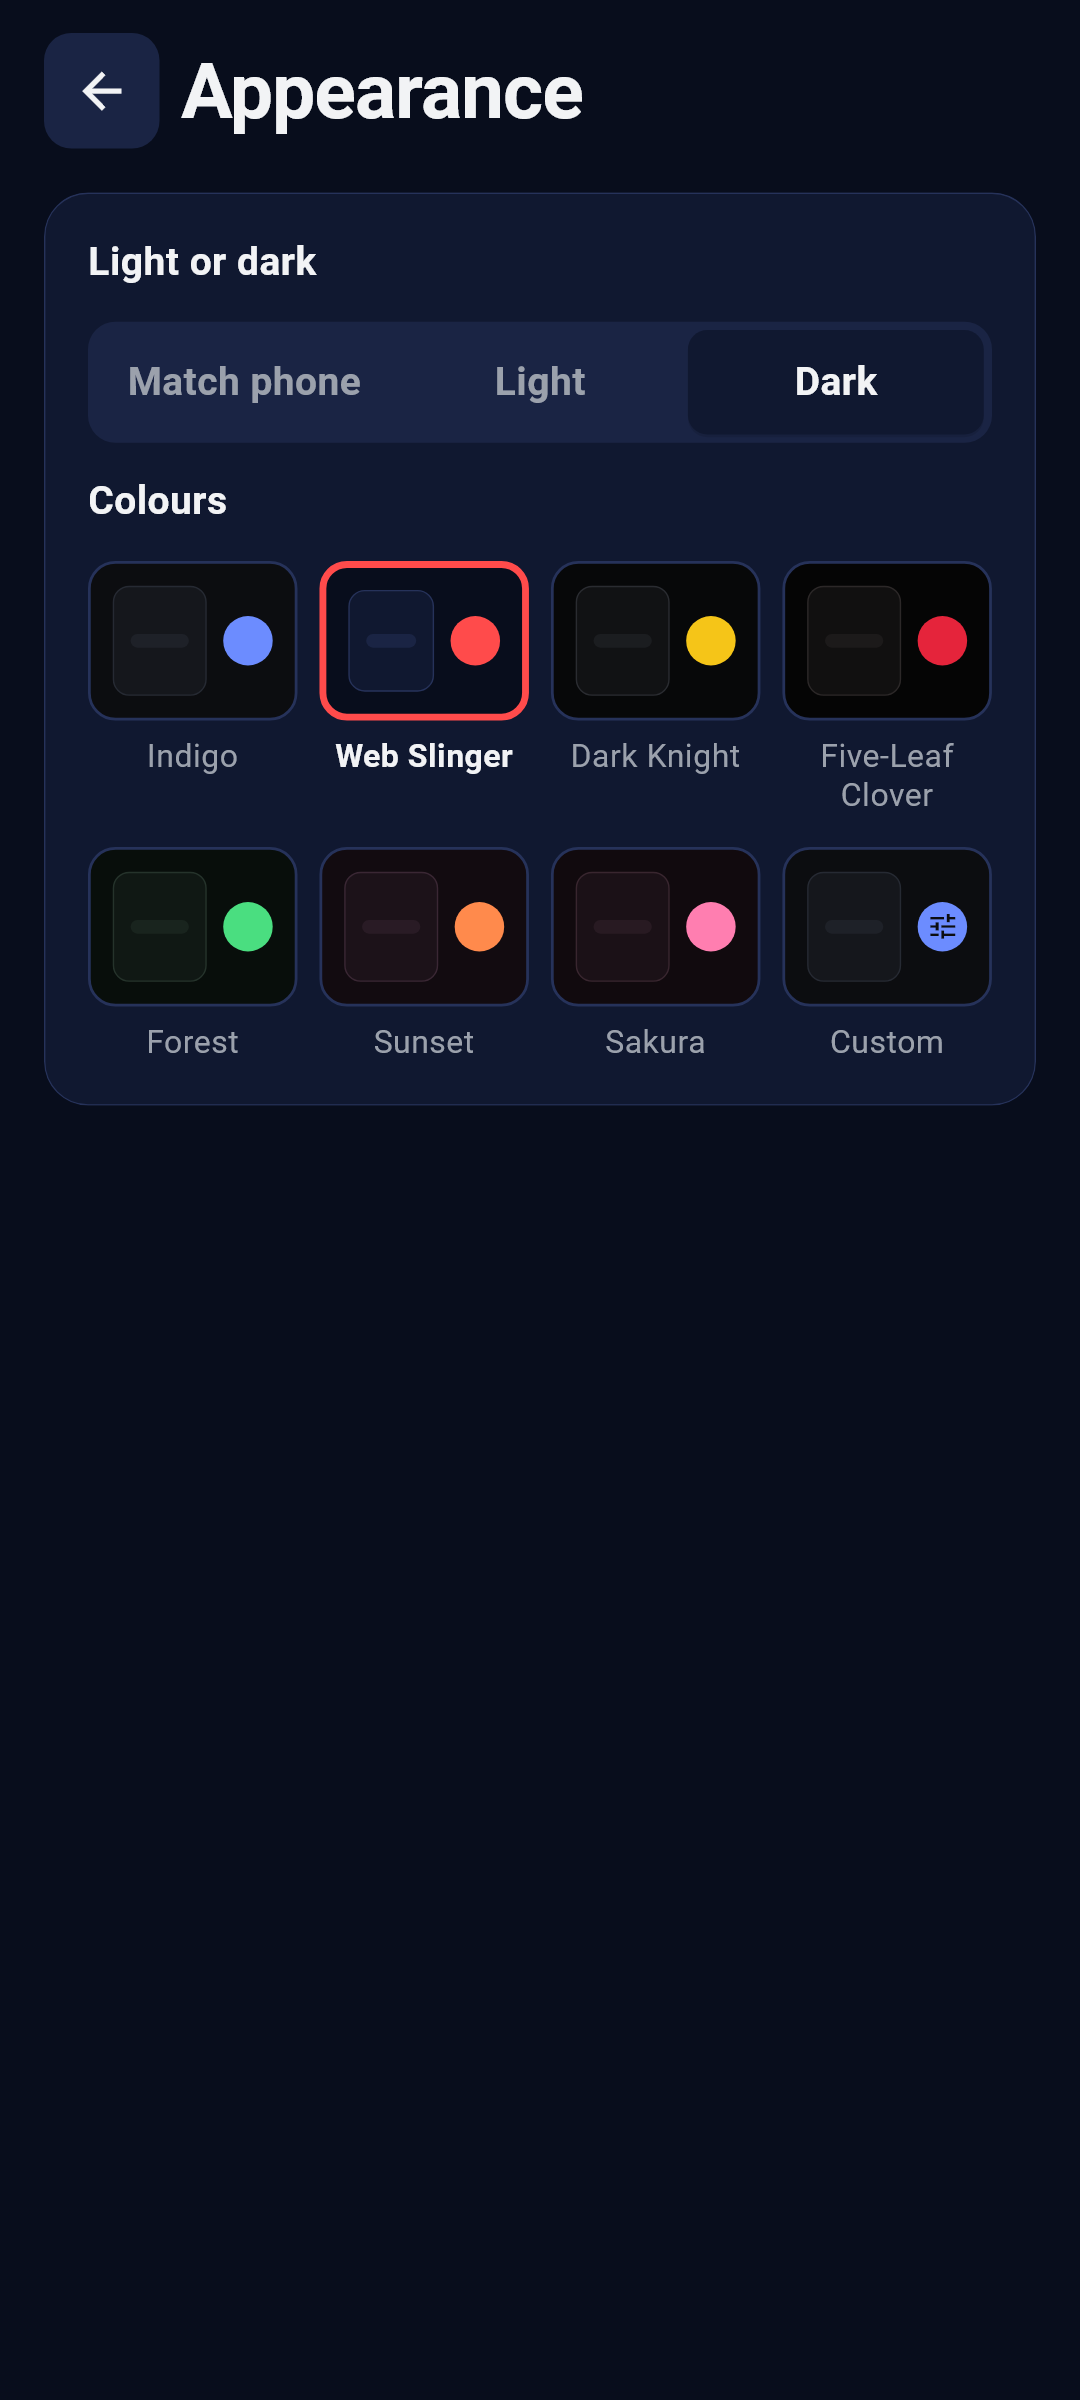 Appearance
Light or dark
Match phone Light Dark
Colours
Indigo Web Slinger Dark Knight Five-Leaf
Clover
Forest Sunset Sakura Custom